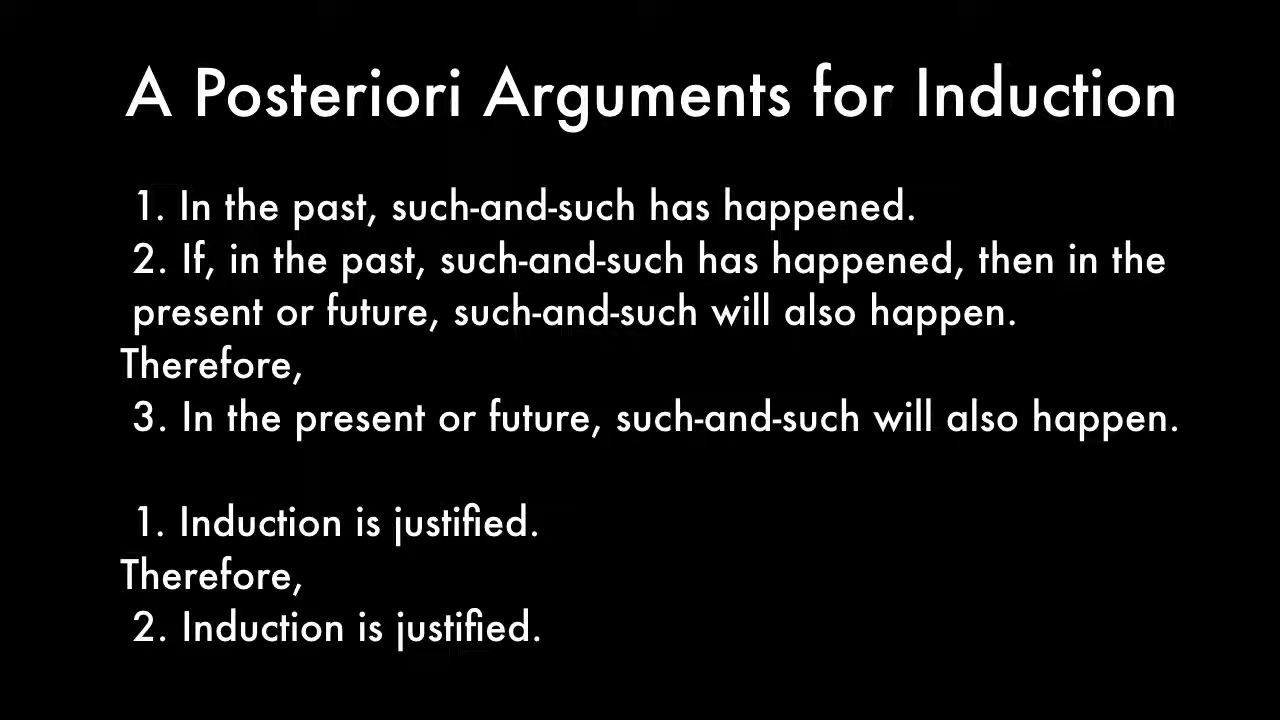 A Posteriori Arguments for Induction
1. In the past, such-and-such has happened.
2. If, in the past, such-and-such has happened, then in the
present or future, such-and-such will also happen.
Therefore,
3. In the present or future, such-and-such will also happen.
1. Induction is justified.
Therefore,
2. Induction is justified.